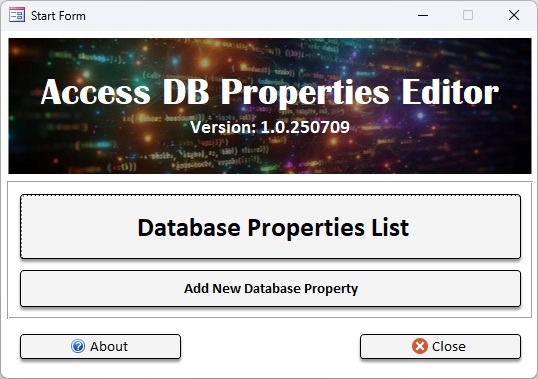 Start Form
Access DB Properties Editor
Version: 1.0.250709
Database Properties List
Add New Database Property
About
Close